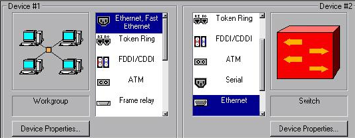 Device #1
Ethernet, Fast
Ethernet
Token Ring
FDDI/CDDI
ATM
Frame relay
Workgroup
Device Properties...
Device #2
Token Ring
FDDI/CDDI
ATM
Serial
Ethernet
Switch
Device Properties...